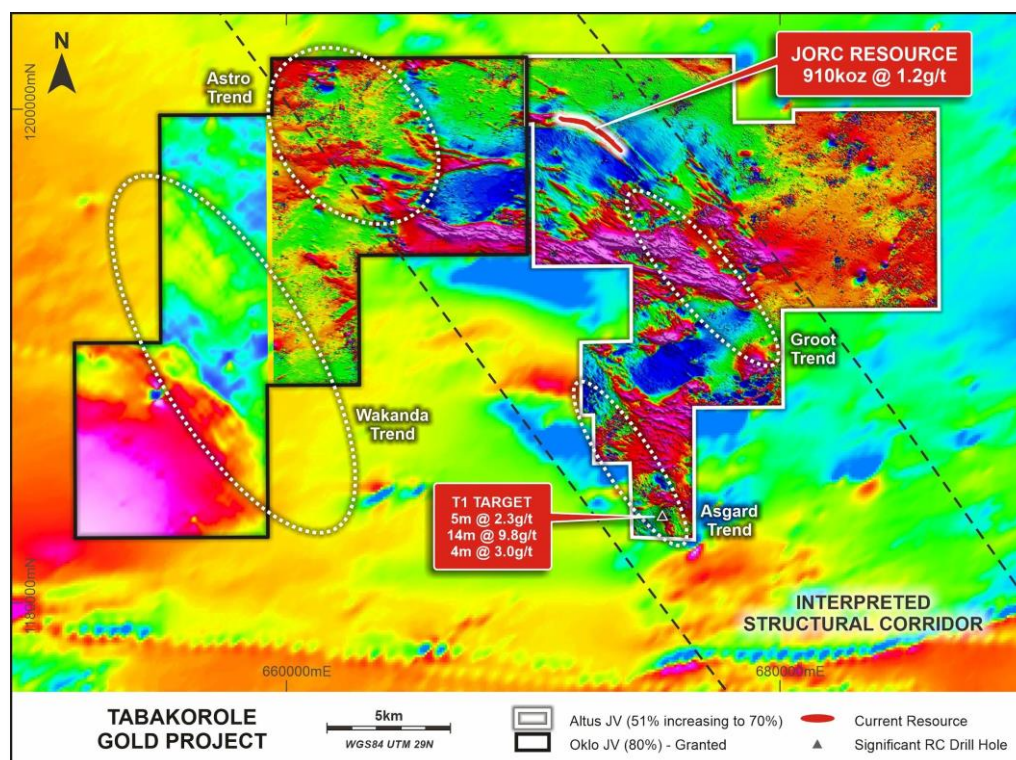 N
Astro
Trend
JORC RESOURCE
910koz @ 1.2g/t
1200000mN
Groot
Trend
Wakanda
Trend
T1 TARGET
5m @ 2.3g/t
14m @ 9.8g/t
4m @ 3.0g/t
Asgard
Trend
INTERPRETED
STRUCTURAL CORRIDOR
660000mE
680000mE
TABAKOROLE
GOLD PROJECT
5km
WGS84 UTM 29N
Altus JV (51% increasing to 70%)
Oklo JV (80%) - Granted
Current Resource
Significant RC Drill Hole